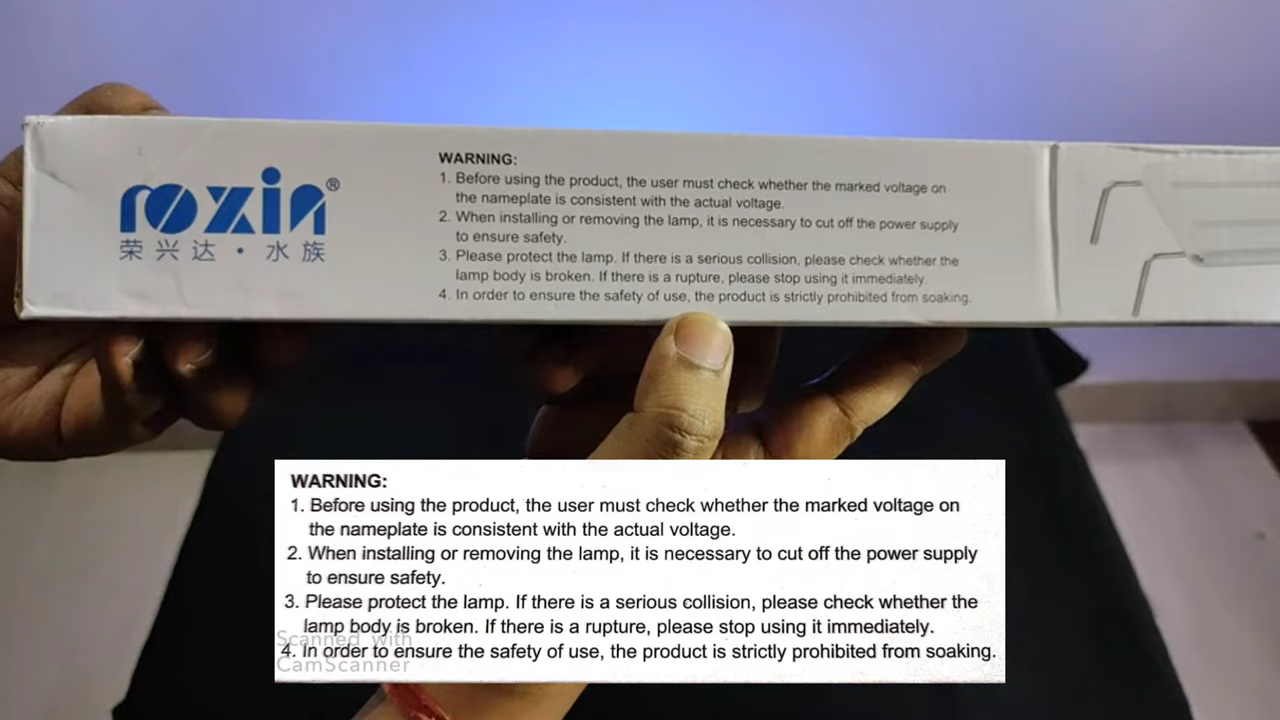 roxin®
荣兴达·水族
WARNING:
1. Before using the product, the user must check whether the marked voltage on
the nameplate is consistent with the actual voltage.
2. When installing or removing the lamp, it is necessary to cut off the power supply
to ensure safety.
3. Please protect the lamp. If there is a serious collision, please check whether the
lamp body is broken. If there is a rupture, please stop using it immediately.
4. In order to ensure the safety of use, the product is strictly prohibited from soaking.
WARNING:
1. Before using the product, the user must check whether the marked voltage on
the nameplate is consistent with the actual voltage.
2. When installing or removing the lamp, it is necessary to cut off the power supply
to ensure safety.
3. Please protect the lamp. If there is a serious collision, please check whether the
lamp body is broken. If there is a rupture, please stop using it immediately.
Scanned with
4. In order to ensure the safety of use, the product is strictly prohibited from soaking.
CamScanner